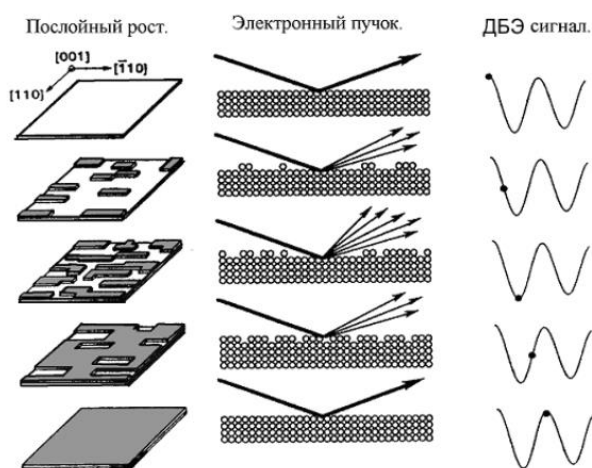 Послойный рост. Электронный пучок. ДБЭ сигнал.
[001]
[1̄10]
[110]